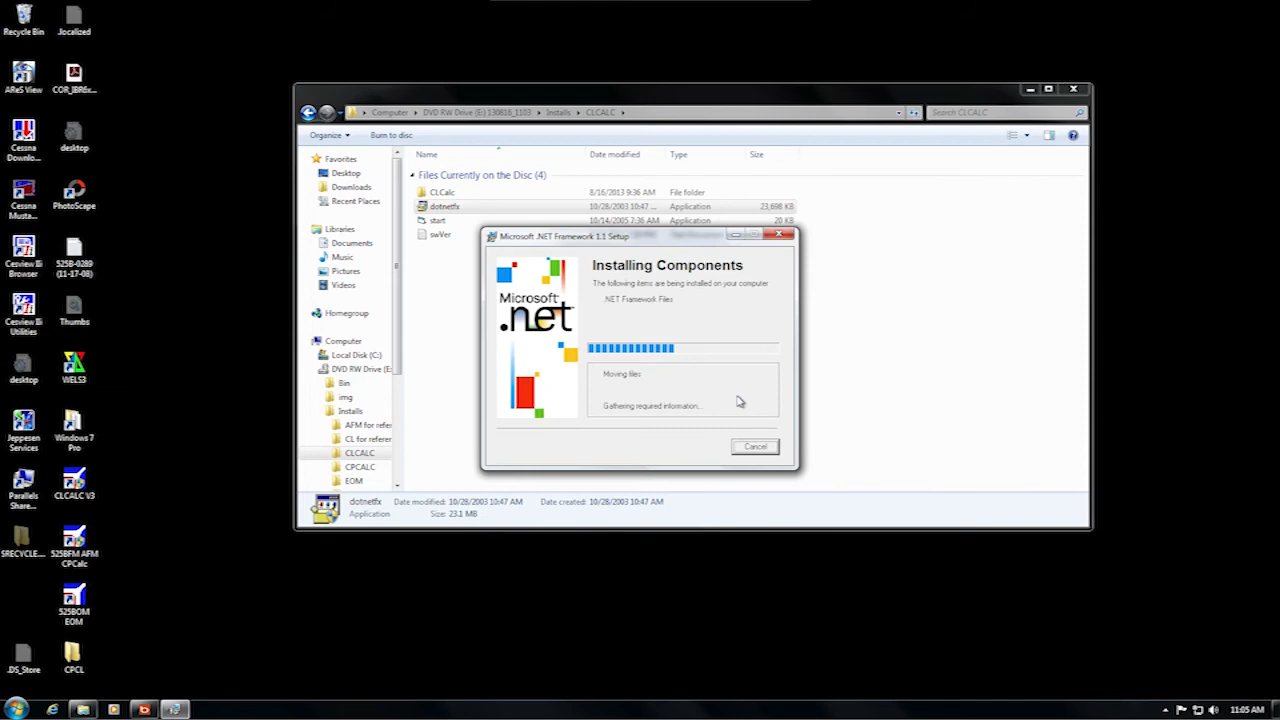 Recycle Bin
.localized
AReS View
COR_IBR6x...
Cessna Downlo...
desktop
Cessna Musta...
PhotoScape
Cesview IIi Browser
525B-0289 (11-17-08)
Cesview IIi Utilities
Thumbs
desktop
WELS3
Jeppesen Services
Windows 7 Pro
Parallels Share...
CLCALC V3
$RECYCLE....
525BFM AFM CPCalc
525BOM EOM
.DS_Store
CPCL
Computer
DVD RW Drive (E:) 130816_1103
Installs
CLCALC
Search CLCALC
Organize
Burn to disc
Favorites
Desktop
Downloads
Recent Places
Libraries
Documents
Music
Pictures
Videos
Homegroup
Computer
Local Disk (C:)
DVD RW Drive (E:
Bin
img
Installs
AFM for refer
CL for referen
CLCALC
CPCALC
EOM
Name Date modified Type Size
Files Currently on the Disc (4)
CLCalc 8/16/2013 9:36 AM File folder
dotnetfx 10/28/2003 10:47 ... Application 23,698 KB
start 10/14/2005 7:36 AM Application 20 KB
swVer
Microsoft .NET Framework 1.1 Setup
Microsoft
.net
Installing Components
The following items are being installed on your computer
.NET Framework Files
Moving files
Gathering required information...
Cancel
dotnetfx Date modified: 10/28/2003 10:47 AM Date created: 10/28/2003 10:47 AM
Application Size: 23.1 MB
11:05 AM